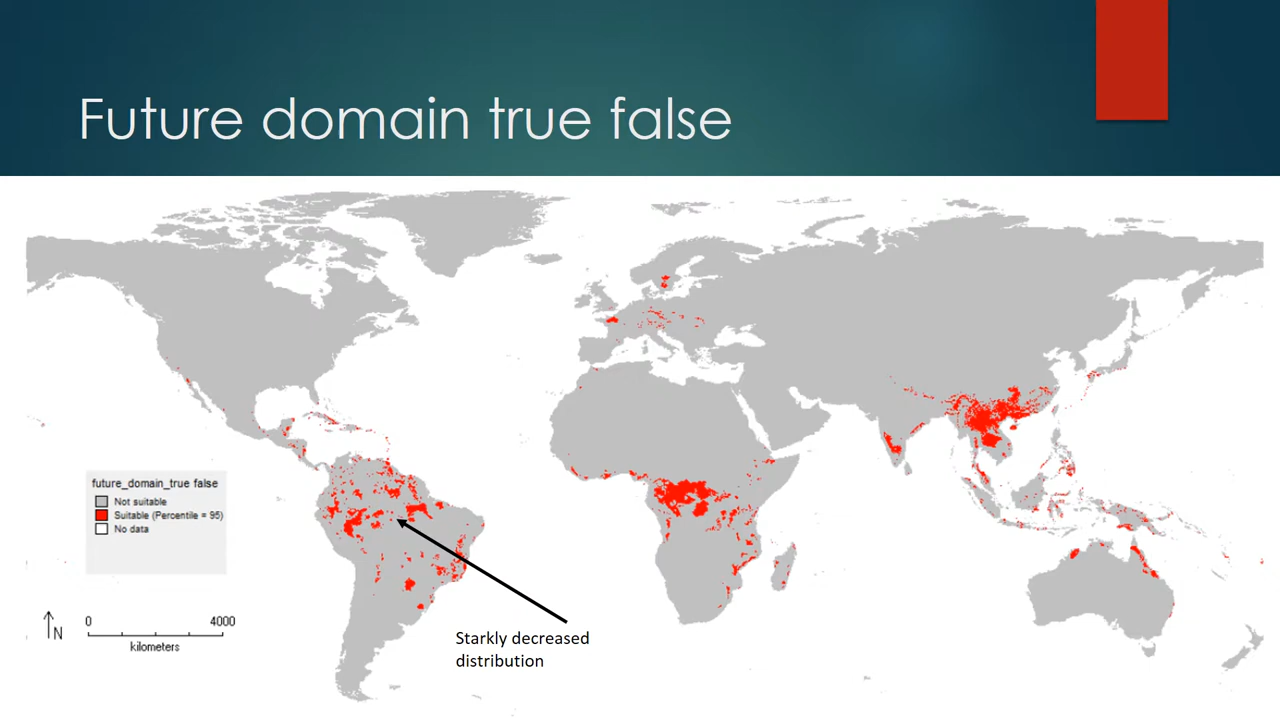 Future domain true false
future_domain_true false
Not suitable
Suitable (Percentile = 95)
No data
N
0 4000
kilometers
Starkly decreased
distribution